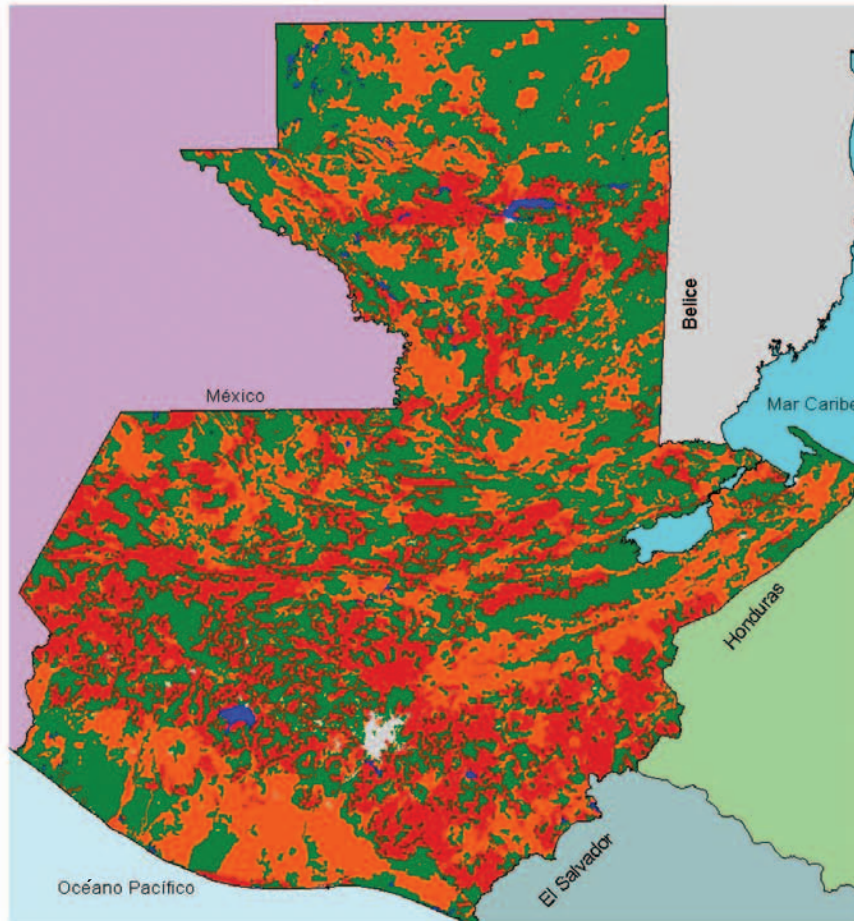 Belice
México
Mar Caribe
Honduras
El Salvador
Océano Pacífico